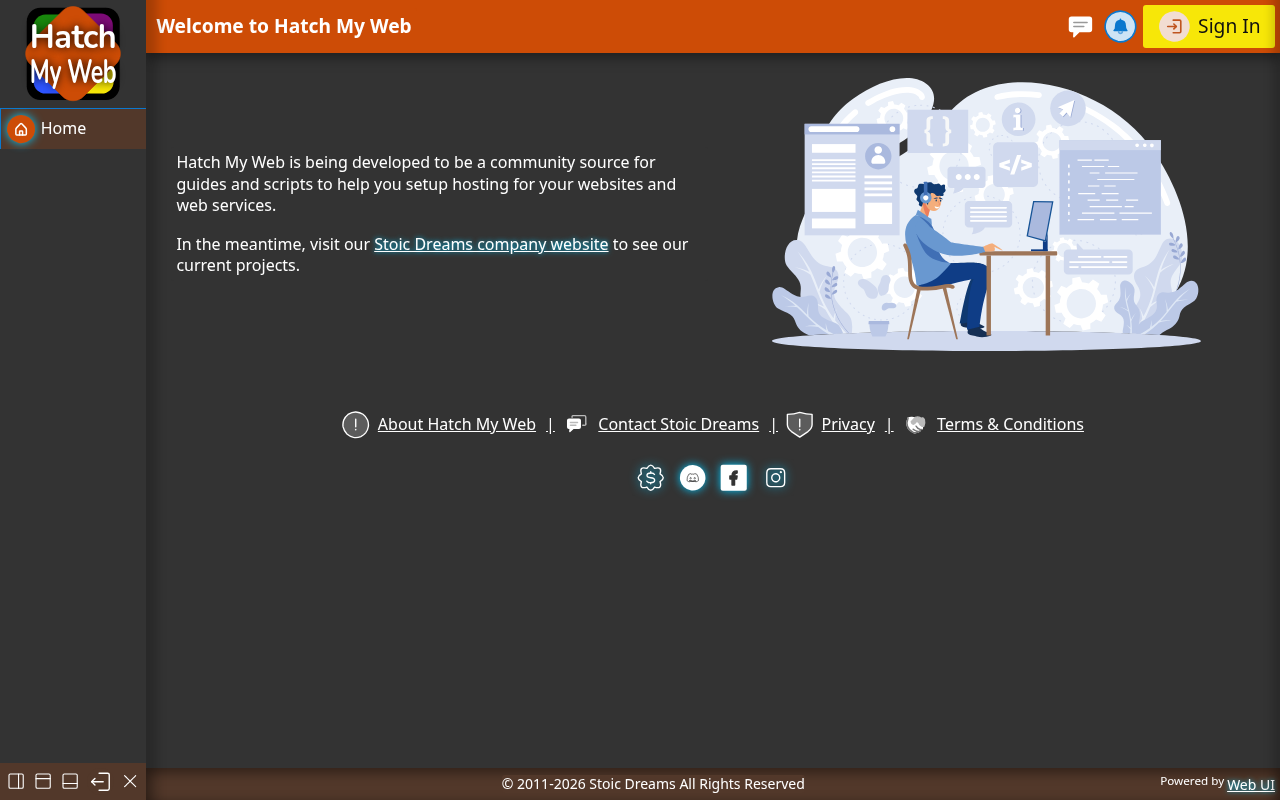 Hatch
My Web
Welcome to Hatch My Web
Sign In
Home
Hatch My Web is being developed to be a community source for
guides and scripts to help you setup hosting for your websites and
web services.
In the meantime, visit our Stoic Dreams company website to see our
current projects.
{ }
i
</>
About Hatch My Web | Contact Stoic Dreams | Privacy | Terms & Conditions
© 2011-2026 Stoic Dreams All Rights Reserved
Powered by Web UI